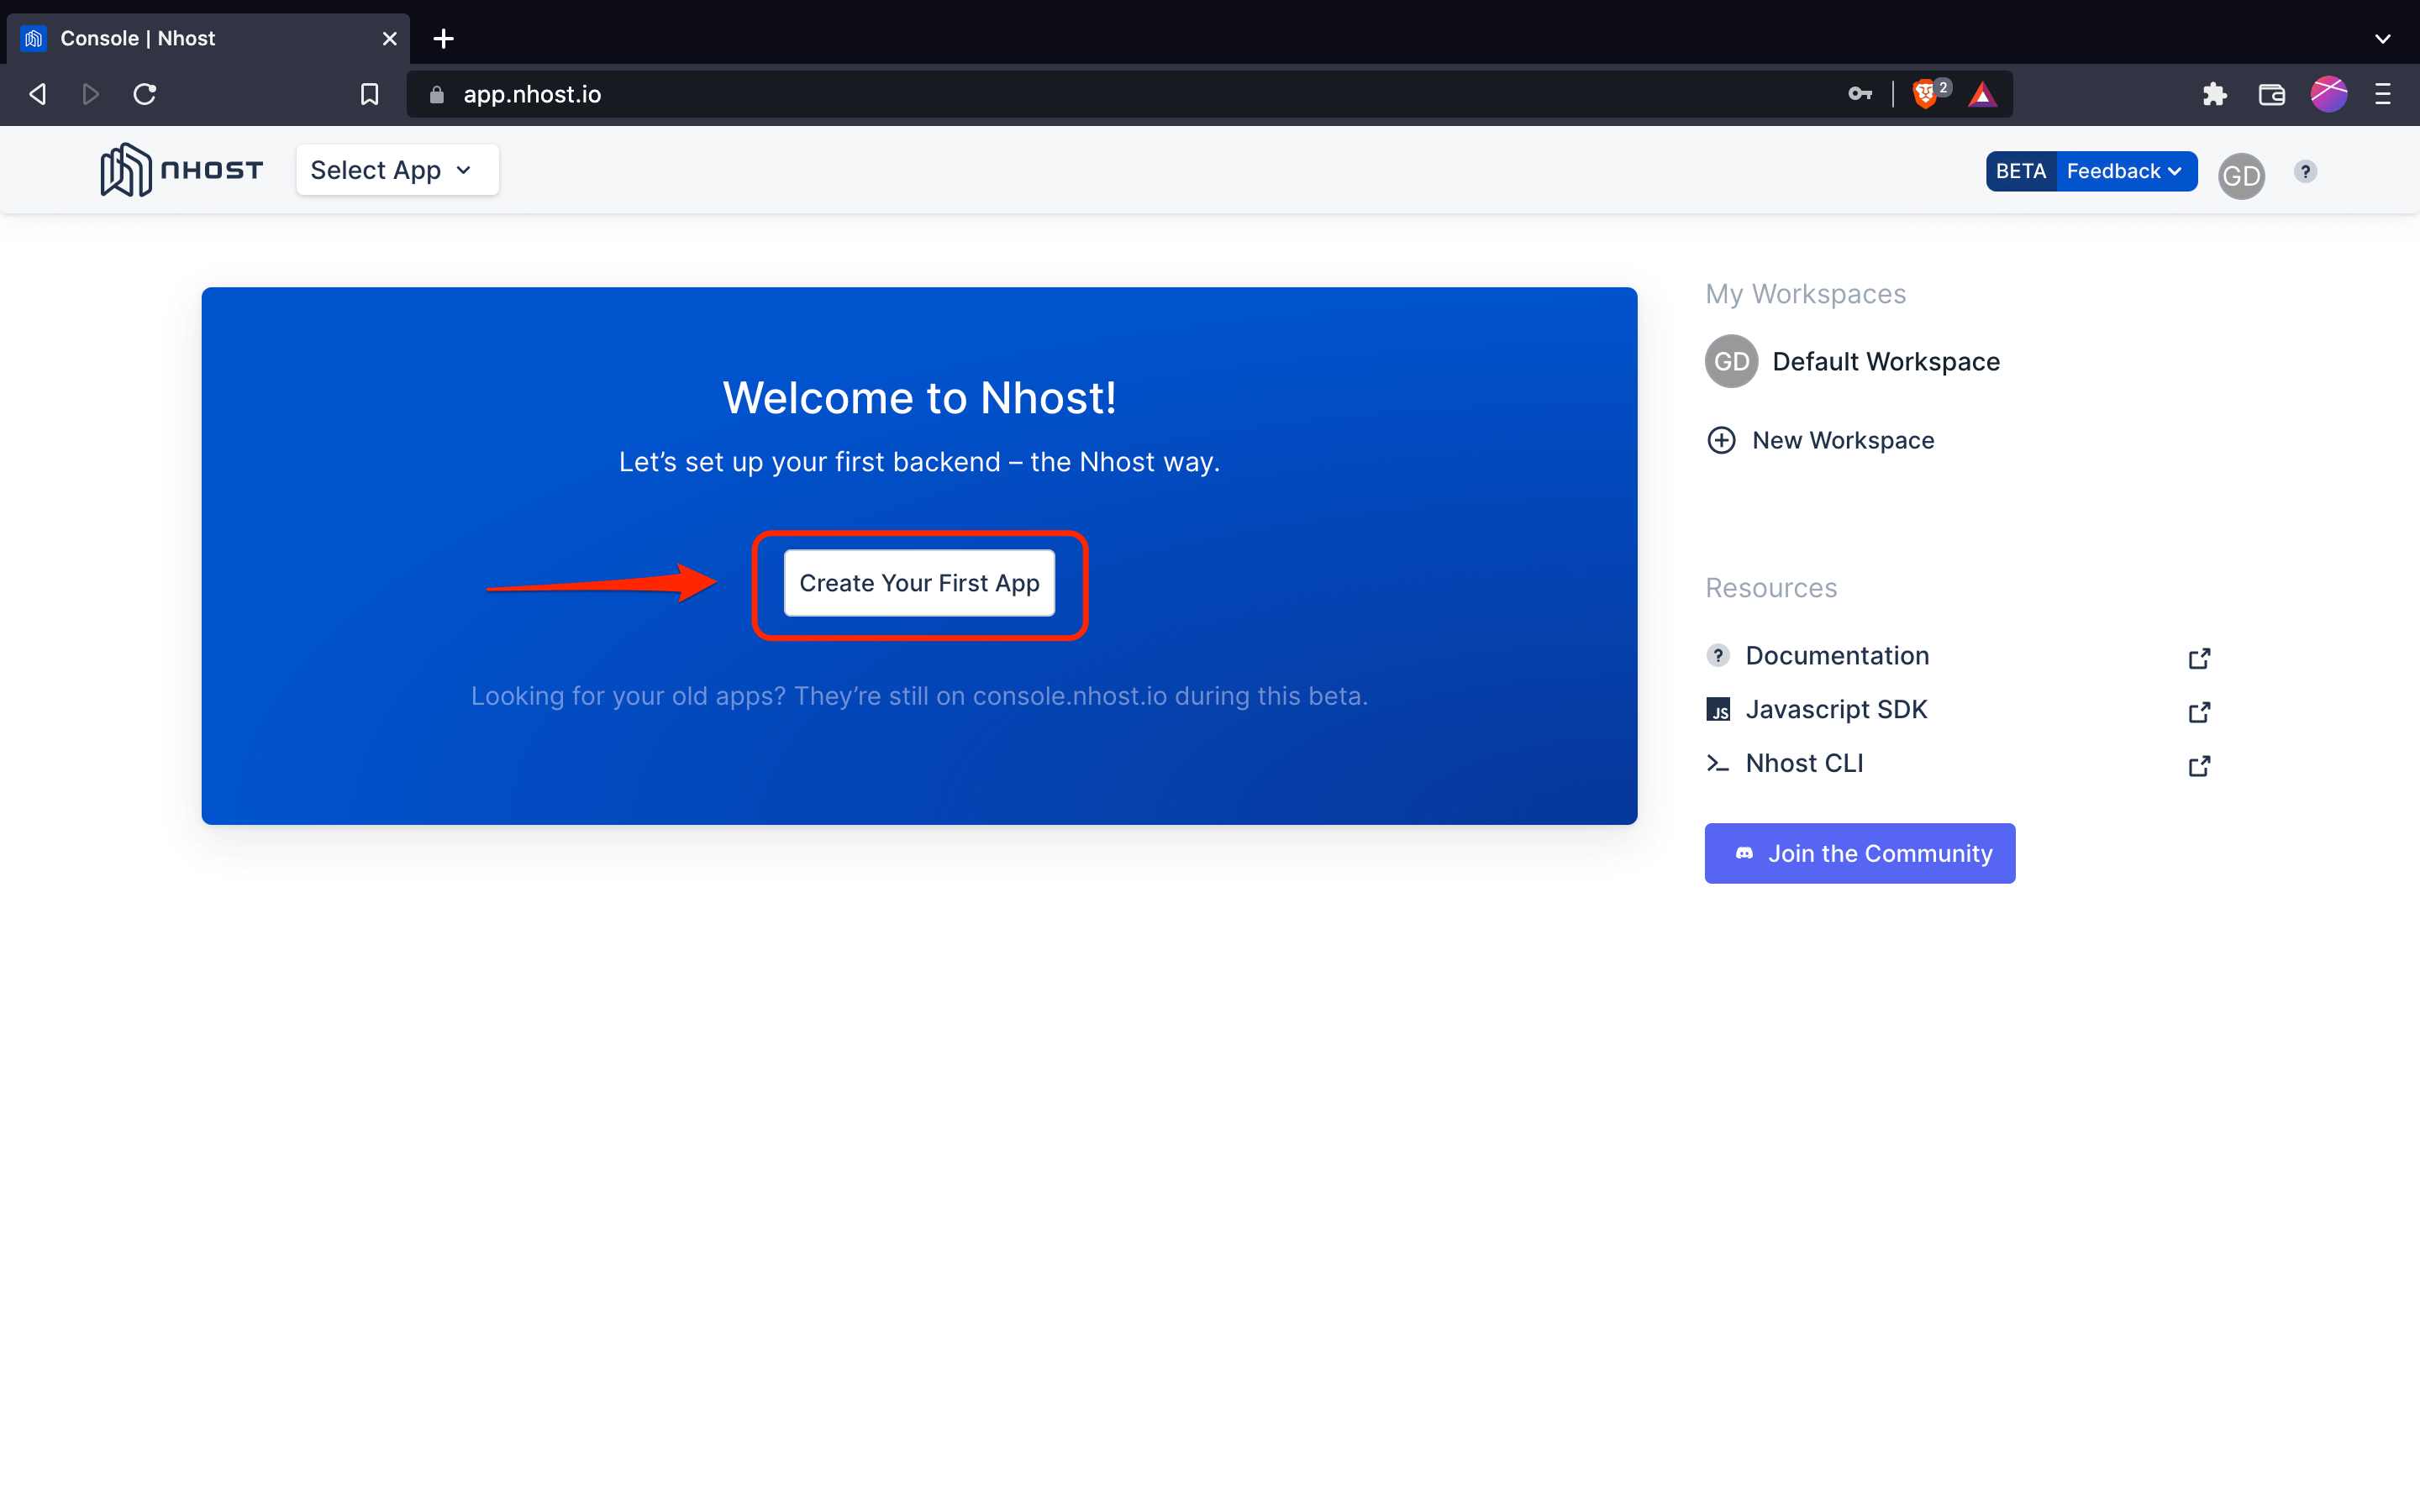 Console | Nhost
app.nhost.io
2
nHOST
Select App
BETA Feedback
GD
?
Welcome to Nhost!
Let’s set up your first backend – the Nhost way.
Create Your First App
Looking for your old apps? They’re still on console.nhost.io during this beta.
My Workspaces
GD Default Workspace
New Workspace
Resources
? Documentation
JS Javascript SDK
Nhost CLI
Join the Community